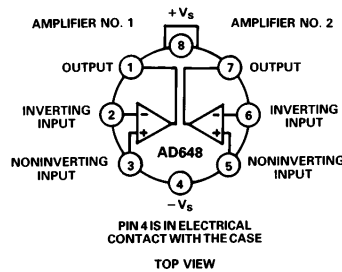 AMPLIFIER NO. 1
+VS
AMPLIFIER NO. 2
8
OUTPUT
1
7
OUTPUT
INVERTING
INPUT
2
−
−
6
INVERTING
INPUT
NONINVERTING
INPUT
3
+
+
5
NONINVERTING
INPUT
AD648
4
−VS
PIN 4 IS IN ELECTRICAL
CONTACT WITH THE CASE
TOP VIEW